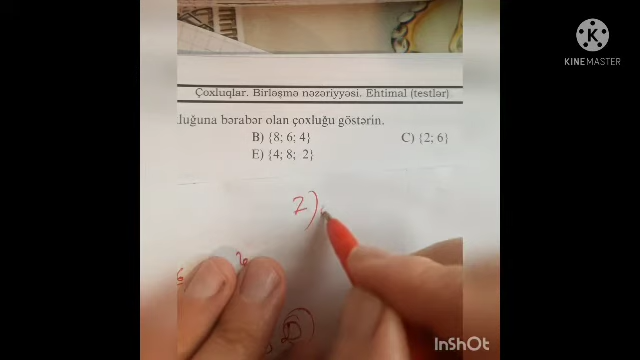 K
KINEMASTER
Çoxluqlar. Birləşmə nəzəriyyəsi. Ehtimal (testlər)
luğuna bərabər olan çoxluğu göstərin.
B) {8; 6; 4} C) {2; 6}
E) {4; 8; 2}
2)
6
D
InShOt